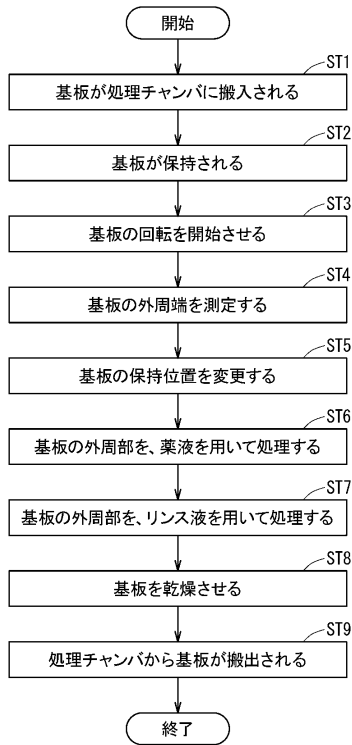 開始
ST1
基板が処理チャンバに搬入される
ST2
基板が保持される
ST3
基板の回転を開始させる
ST4
基板の外周端を測定する
ST5
基板の保持位置を変更する
ST6
基板の外周部を、薬液を用いて処理する
ST7
基板の外周部を、リンス液を用いて処理する
ST8
基板を乾燥させる
ST9
処理チャンバから基板が搬出される
終了